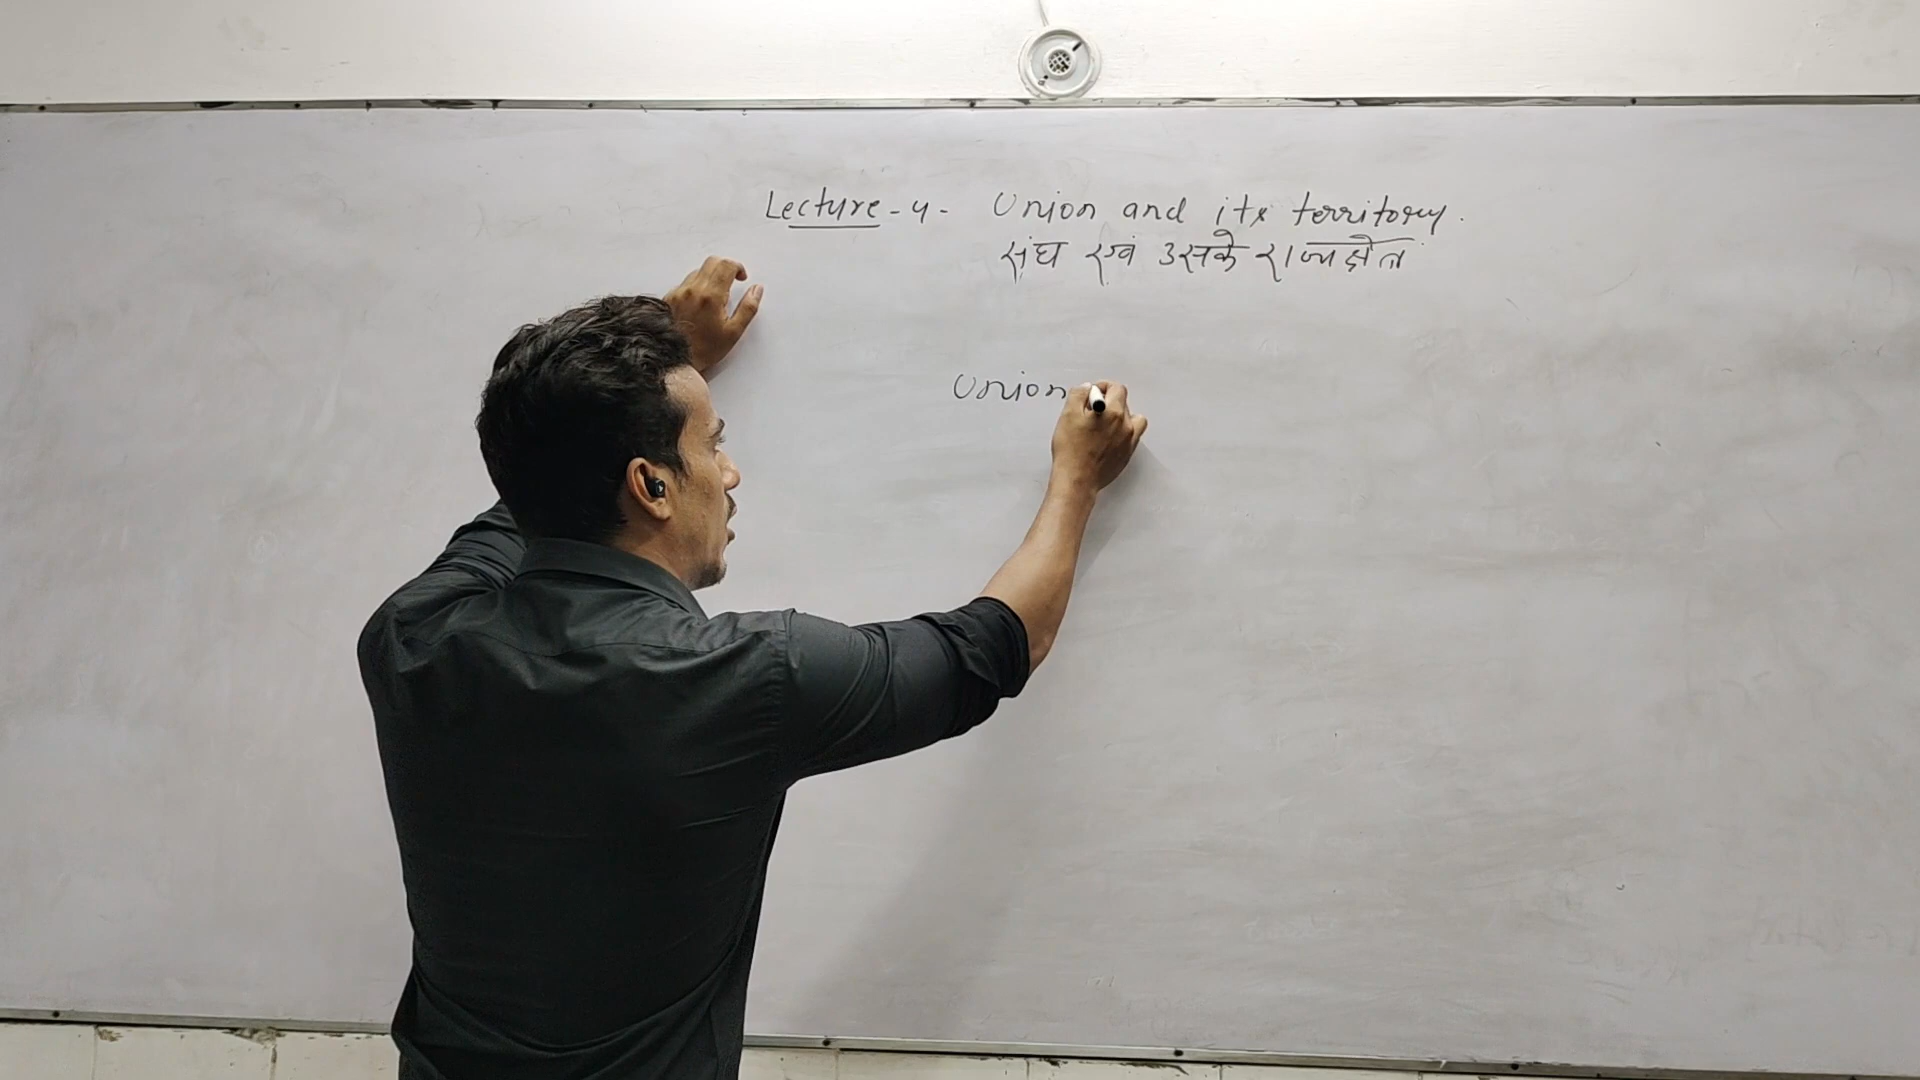 Lecture - 4 - Union and its territory.
संघ एवं उसके राज्यक्षेत्र
Union